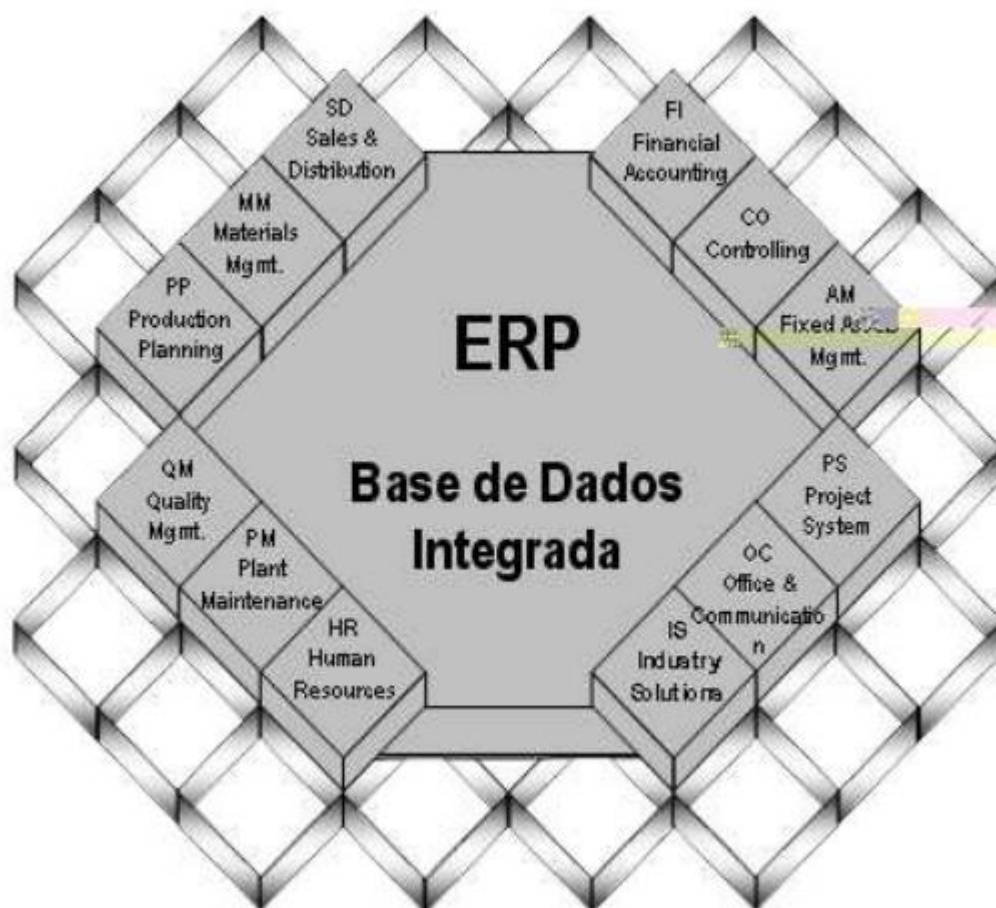 SD
Sales &
Distribution
MM
Materials
Mgmt.
PP
Production
Planning
FI
Financial
Accounting
CO
Controlling
AM
Fixed
Mgmt.
ERP
Base de Dados
Integrada
QM
Quality
Mgmt.
PM
Plant
Maintenance
HR
Human
Resources
PS
Project
System
OC
Office &
Communicatio
n
IS
Industry
Solutions